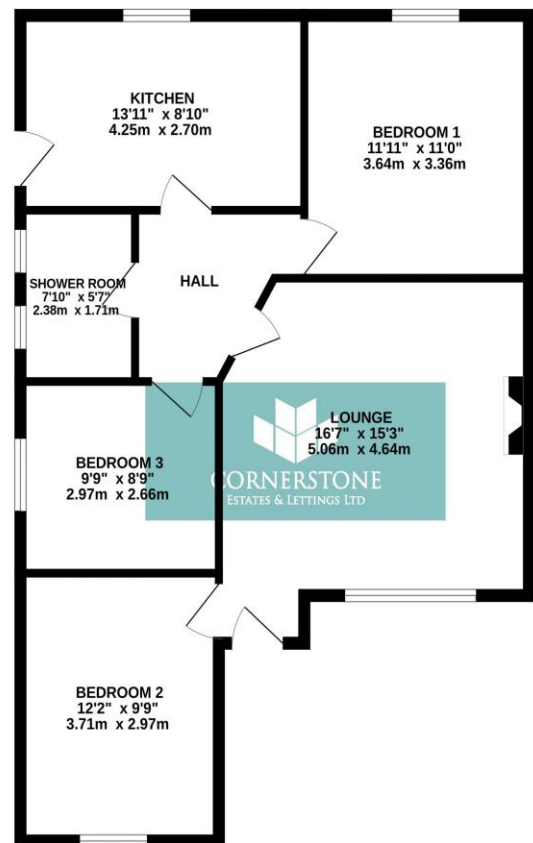 KITCHEN
13'11" x 8'10"
4.25m x 2.70m
BEDROOM 1
11'11" x 11'0"
3.64m x 3.36m
SHOWER ROOM
7'10" x 5'7"
2.38m x 1.71m
HALL
LOUNGE
16'7" x 15'3"
5.06m x 4.64m
CORNERSTONE
ESTATES & LETTINGS LTD
BEDROOM 3
9'9" x 8'9"
2.97m x 2.66m
BEDROOM 2
12'2" x 9'9"
3.71m x 2.97m